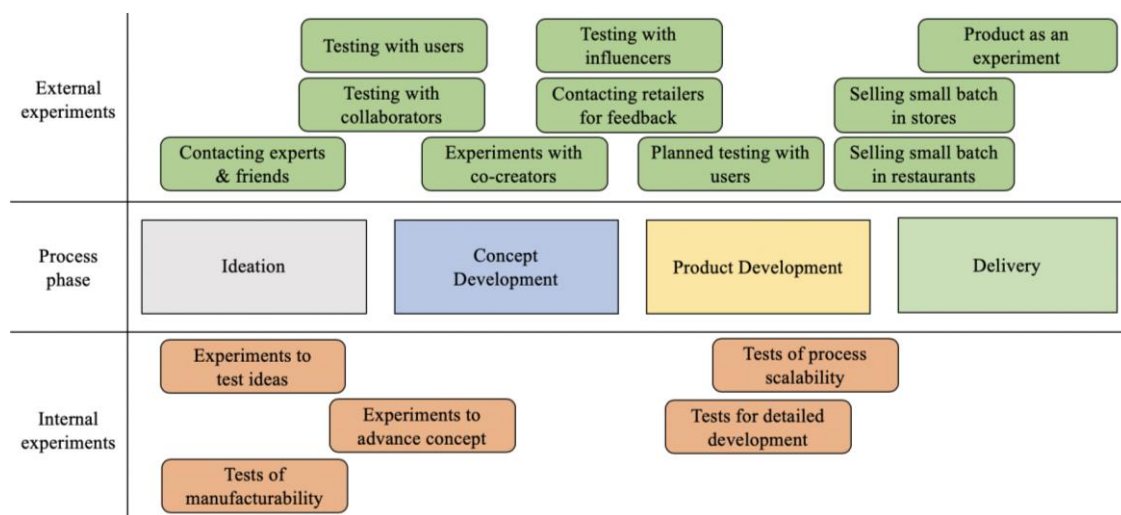 External
experiments
Testing with users
Testing with
influencers
Product as an
experiment
Testing with
collaborators
Contacting retailers
for feedback
Selling small batch
in stores
Contacting experts
& friends
Experiments with
co-creators
Planned testing with
users
Selling small batch
in restaurants
Process
phase
Ideation
Concept
Development
Product Development
Delivery
Internal
experiments
Experiments to
test ideas
Tests of process
scalability
Experiments to
advance concept
Tests for detailed
development
Tests of
manufacturability